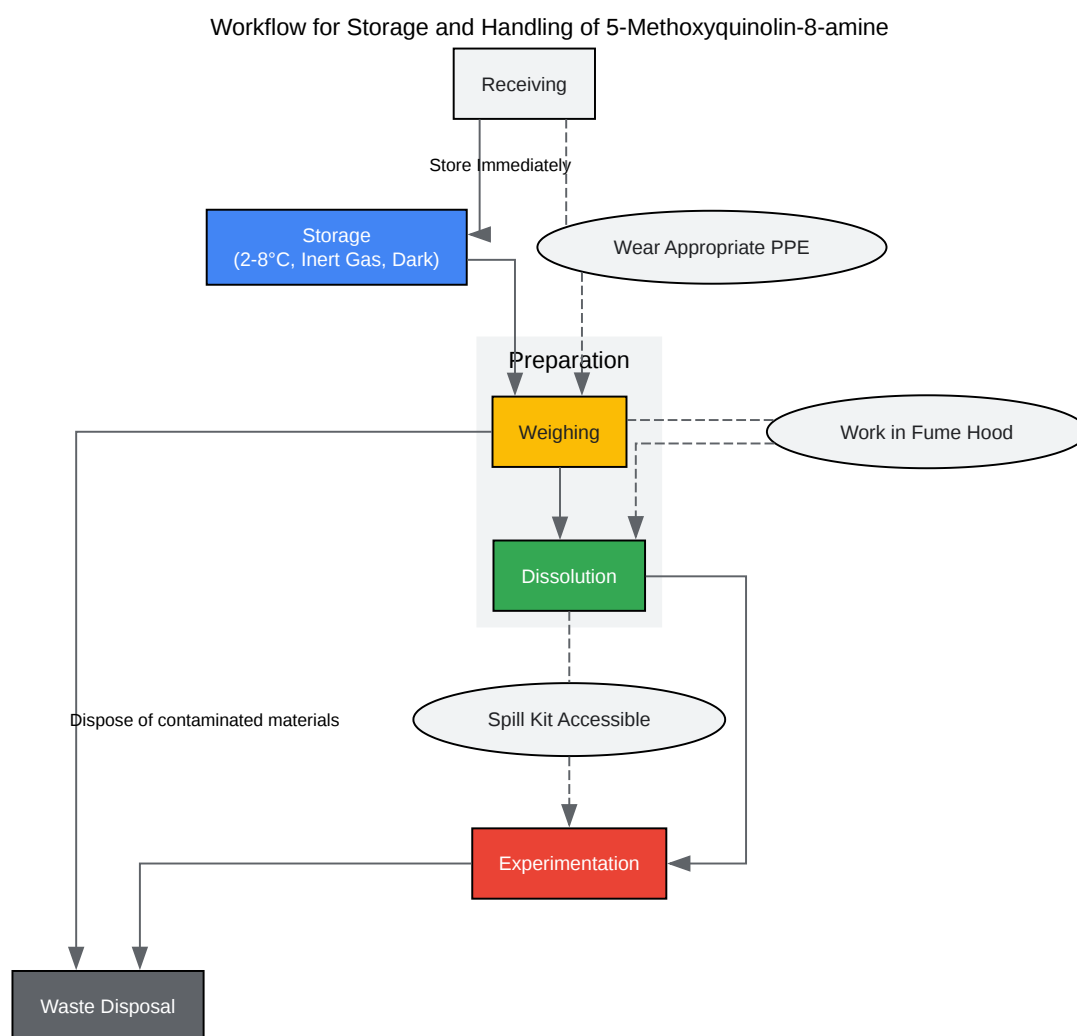 Workflow for Storage and Handling of 5-Methoxyquinolin-8-amine
Receiving
Store Immediately
Storage
(2-8°C, Inert Gas, Dark)
Wear Appropriate PPE
Preparation
Weighing
Work in Fume Hood
Dissolution
Dispose of contaminated materials
Spill Kit Accessible
Experimentation
Waste Disposal